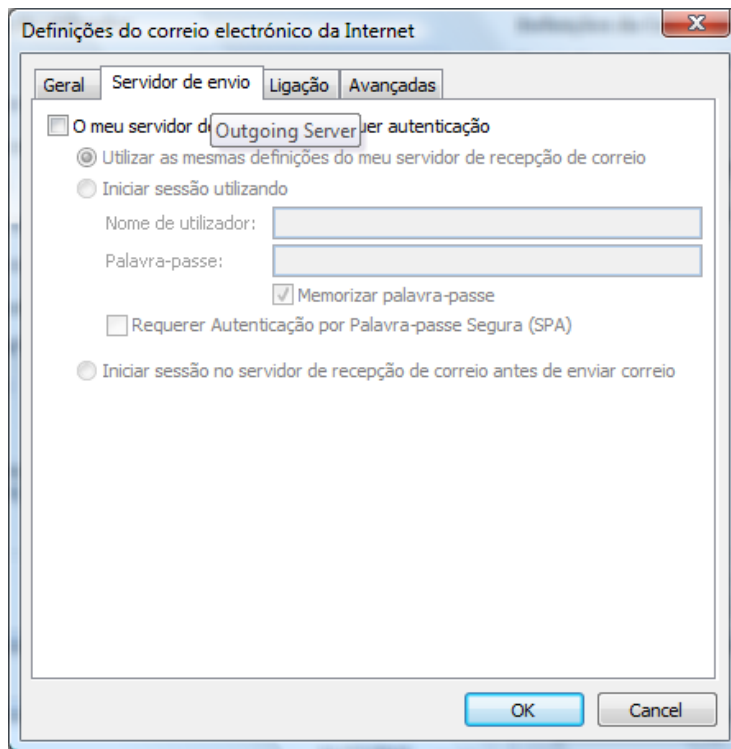 Definições do correio electrónico da Internet
Geral Servidor de envio Ligação Avançadas
O meu servidor d uer autenticação
Outgoing Server
Utilizar as mesmas definições do meu servidor de recepção de correio
Iniciar sessão utilizando
Nome de utilizador:
Palavra-passe:
Memorizar palavra-passe
Requerer Autenticação por Palavra-passe Segura (SPA)
Iniciar sessão no servidor de recepção de correio antes de enviar correio
OK Cancel